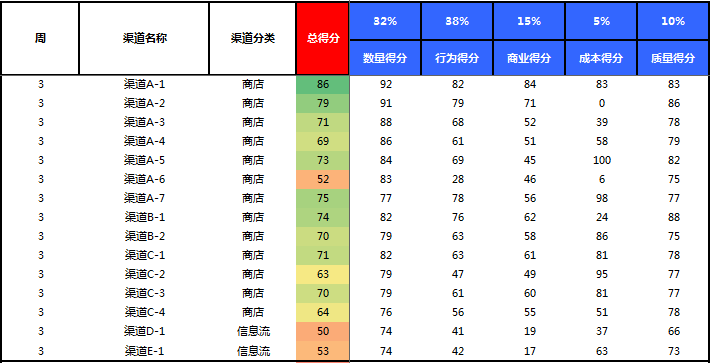 32% 38% 15% 5% 10%
周 渠道名称 渠道分类 总得分 数量得分 行为得分 商业得分 成本得分 质量得分
3 渠道A-1 商店 86 92 82 84 83 83
3 渠道A-2 商店 79 91 79 71 0 86
3 渠道A-3 商店 71 88 68 52 39 78
3 渠道A-4 商店 69 86 61 51 58 79
3 渠道A-5 商店 73 84 69 45 100 82
3 渠道A-6 商店 52 83 28 46 6 75
3 渠道A-7 商店 75 77 78 56 98 77
3 渠道B-1 商店 74 82 76 62 24 88
3 渠道B-2 商店 70 79 63 58 86 75
3 渠道C-1 商店 71 82 63 61 81 78
3 渠道C-2 商店 63 79 47 49 95 77
3 渠道C-3 商店 70 79 61 60 81 77
3 渠道C-4 商店 64 76 56 55 51 78
3 渠道D-1 信息流 50 74 41 19 37 66
3 渠道E-1 信息流 53 74 42 17 63 73